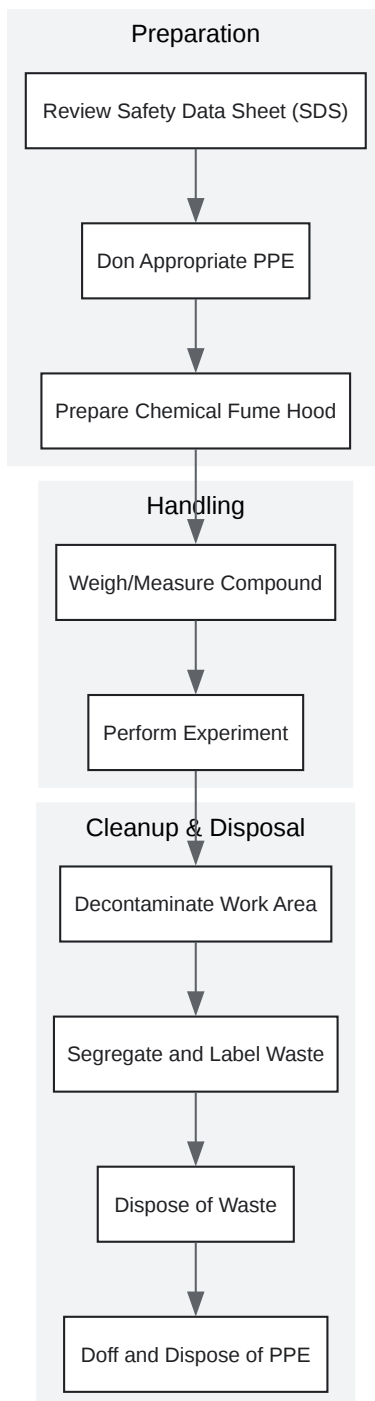 Preparation
Review Safety Data Sheet (SDS)
Don Appropriate PPE
Prepare Chemical Fume Hood
Handling
Weigh/Measure Compound
Perform Experiment
Cleanup & Disposal
Decontaminate Work Area
Segregate and Label Waste
Dispose of Waste
Doff and Dispose of PPE